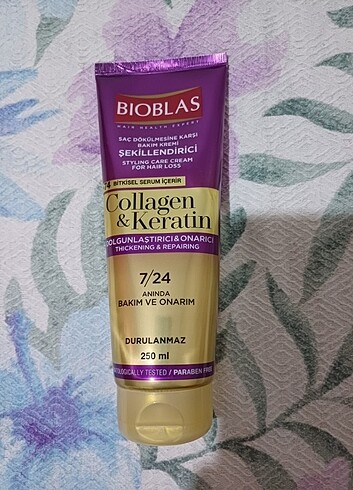 BIOBLAS
HAIR HEALTH EXPERT
SAÇ DÖKÜLMESİNE KARŞI
BAKIM KREMİ
ŞEKİLLENDİRİCİ
STYLING CARE CREAM
FOR HAIR LOSS
BİTKİSEL SERUM İÇERİR
Collagen
& Keratin
DOLGUNLAŞTIRICI&ONARICI
THICKENING & REPAIRING
7/24
ANINDA
BAKIM VE ONARIM
DURULANMAZ
250 ml
TESTED / PARABEN FREE